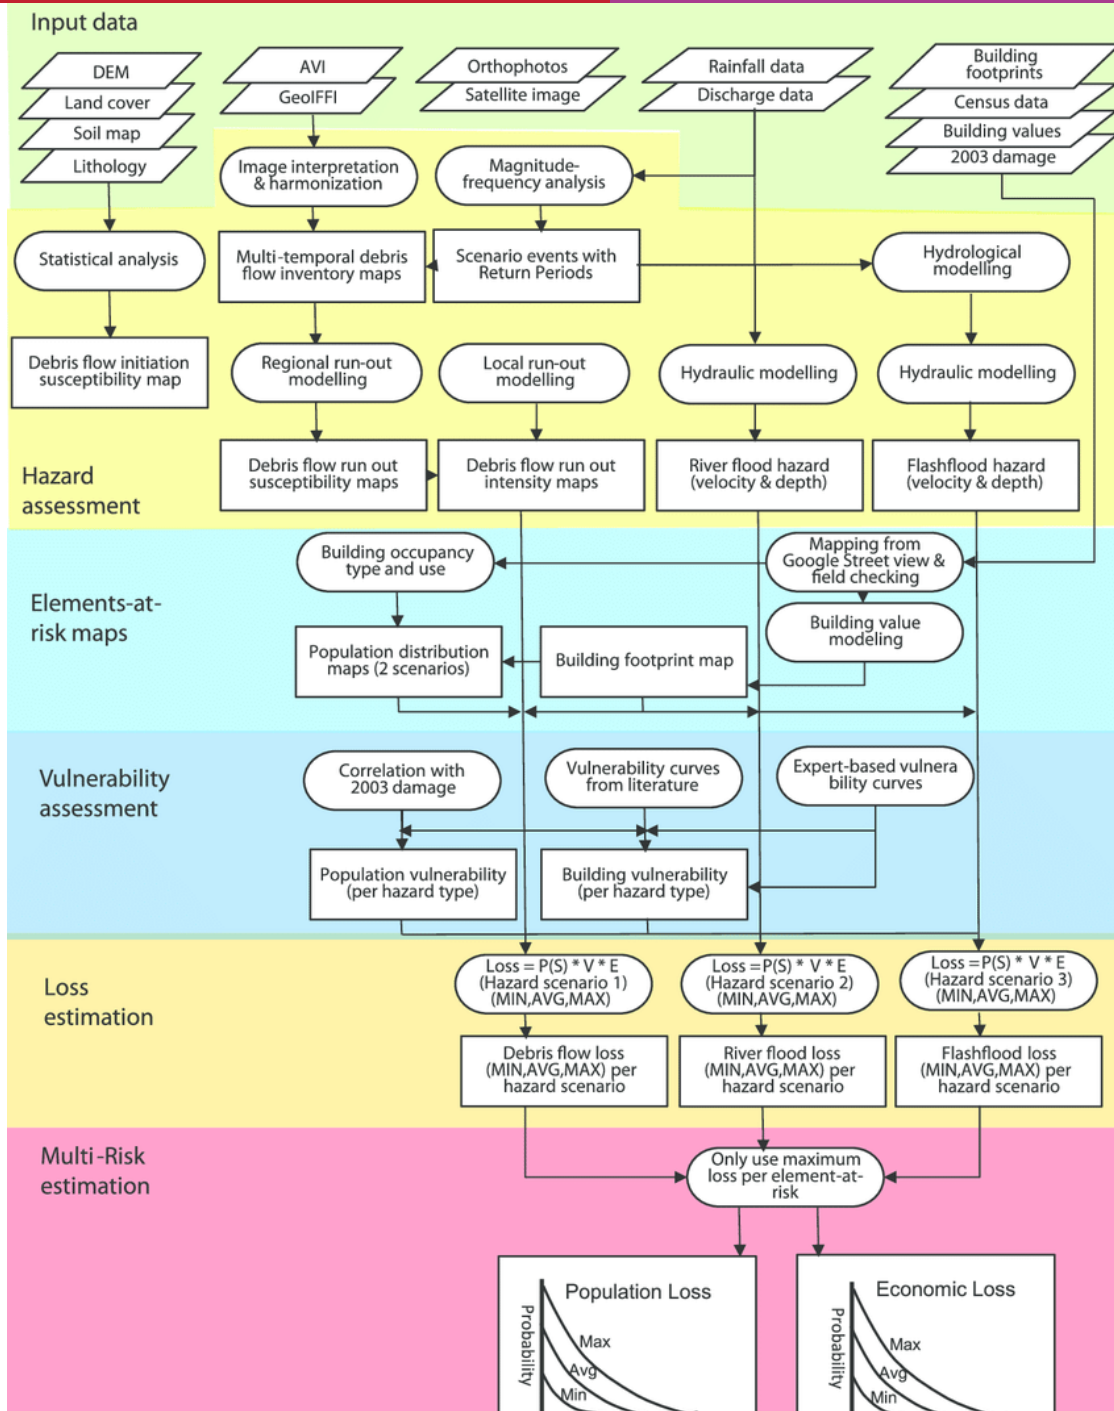 Input data
DEM
Land cover
Soil map
Lithology
AVI
GeoIFFI
Orthophotos
Satellite image
Rainfall data
Discharge data
Building
footprints
Census data
Building values
2003 damage
Image interpretation
& harmonization
Magnitude-
frequency analysis
Statistical analysis
Multi-temporal debris
flow inventory maps
Scenario events with
Return Periods
Hydrological
modelling
Debris flow initiation
susceptibility map
Regional run-out
modelling
Local run-out
modelling
Hydraulic modelling
Hydraulic modelling
Hazard
assessment
Debris flow run out
susceptibility maps
Debris flow run out
intensity maps
River flood hazard
(velocity & depth)
Flashflood hazard
(velocity & depth)
Elements-at-
risk maps
Building occupancy
type and use
Mapping from
Google Street view &
field checking
Building value
modeling
Population distribution
maps (2 scenarios)
Building footprint map
Vulnerability
assessment
Correlation with
2003 damage
Vulnerability curves
from literature
Expert-based vulnera
bility curves
Population vulnerability
(per hazard type)
Building vulnerability
(per hazard type)
Loss
estimation
Loss = P(S) * V * E
(Hazard scenario 1)
(MIN,AVG,MAX)
Loss =P(S) * V * E
(Hazard scenario 2)
(MIN,AVG,MAX)
Loss =P(S) * V * E
(Hazard scenario 3)
(MIN,AVG,MAX)
Debris flow loss
(MIN,AVG,MAX) per
hazard scenario
River flood loss
(MIN,AVG,MAX) per
hazard scenario
Flashflood loss
(MIN,AVG,MAX) per
hazard scenario
Multi-Risk
estimation
Only use maximum
loss per element-at-
risk
Population Loss
Probability
Max
Avg
Min
Economic Loss
Probability
Max
Avg
Min